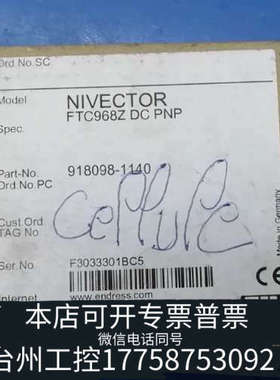 Ord No.SC
Model NIVECTOR
Spec. FTC968Z DC PNP
Part-No. 918098-1140
Ord No.PC
Cust.Ord
TAG No
Ser No F3033301BC5
Internet www.endress.com
Made in Germany
本店可开专票普票
微信电话同号
台州工控17758753092